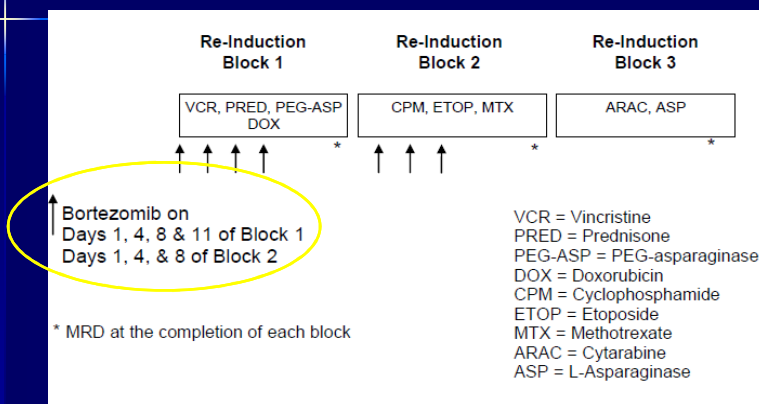 Re-Induction Block 1
Re-Induction Block 2
Re-Induction Block 3
VCR, PRED, PEG-ASP
DOX
CPM, ETOP, MTX
ARAC, ASP
*
*
*
Bortezomib on
Days 1, 4, 8 & 11 of Block 1
Days 1, 4, & 8 of Block 2
* MRD at the completion of each block
VCR = Vincristine
PRED = Prednisone
PEG-ASP = PEG-asparaginase
DOX = Doxorubicin
CPM = Cyclophosphamide
ETOP = Etoposide
MTX = Methotrexate
ARAC = Cytarabine
ASP = L-Asparaginase